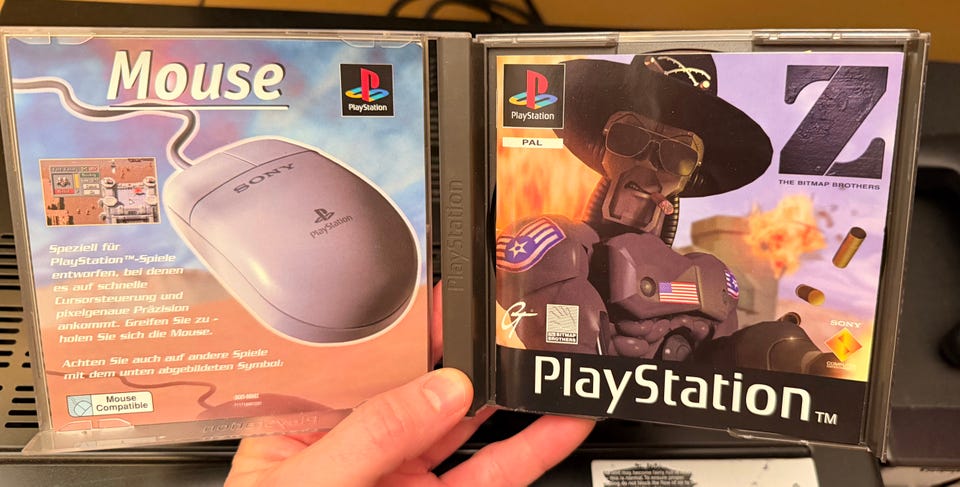 Mouse
PlayStation
SONY
PlayStation
Speziell für
PlayStation™-Spiele
entworfen, bei denen
es auf schnelle
Cursorsteuerung und
pixelgenaue Präzision
ankommt. Greifen Sie zu -
holen Sie sich die Mouse.
Achten Sie auch auf andere Spiele
mit dem unten abgebildeten Symbol:
Mouse
Compatible
PlayStation
PlayStation
PAL
Z
THE BITMAP BROTHERS
THE BITMAP
BROTHERS
SONY
PlayStation™